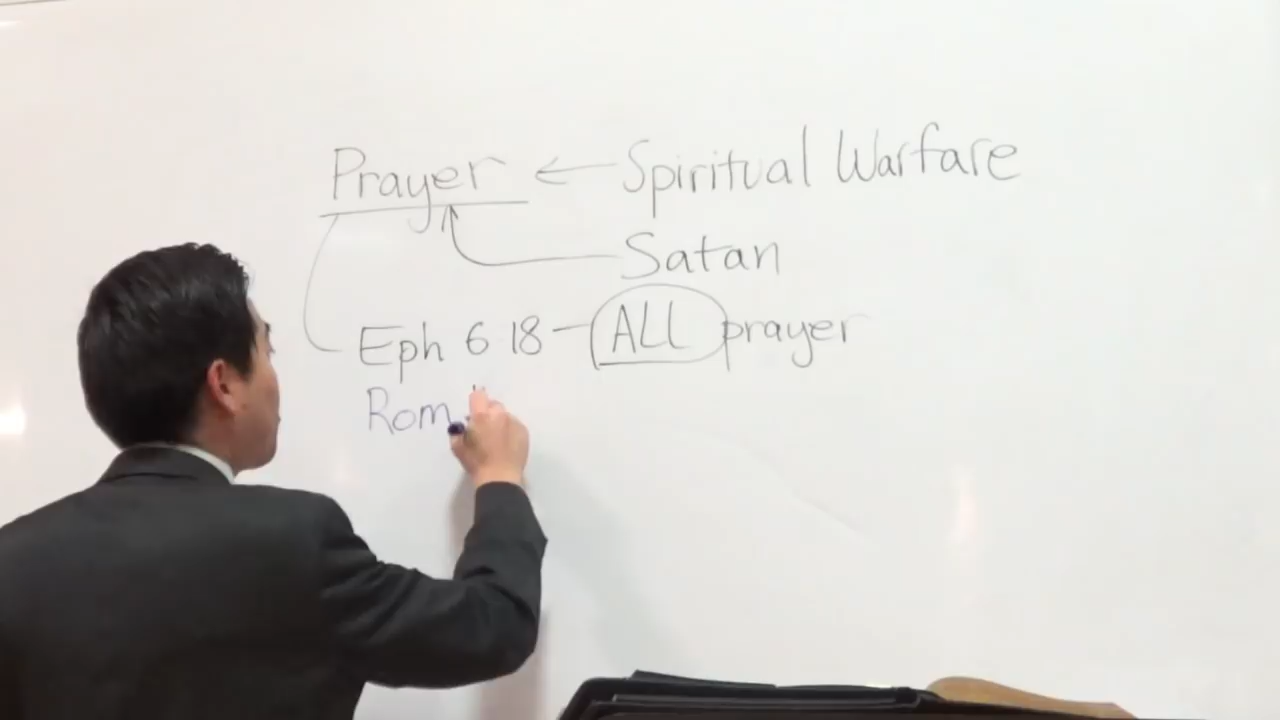 Prayer ← Spiritual Warfare
Satan
Eph 6 18 — ALL prayer
Rom